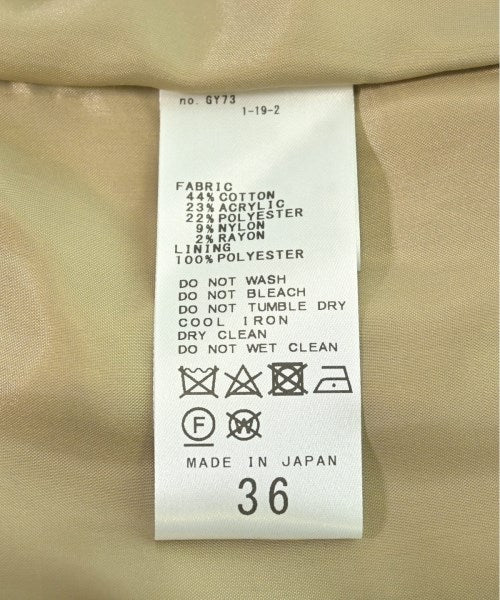 no. GY73
1-19-2
FABRIC
44% COTTON
23% ACRYLIC
22% POLYESTER
9% NYLON
2% RAYON
LINING
100% POLYESTER
DO NOT WASH
DO NOT BLEACH
DO NOT TUMBLE DRY
COOL IRON
DRY CLEAN
DO NOT WET CLEAN
F W
MADE IN JAPAN
36